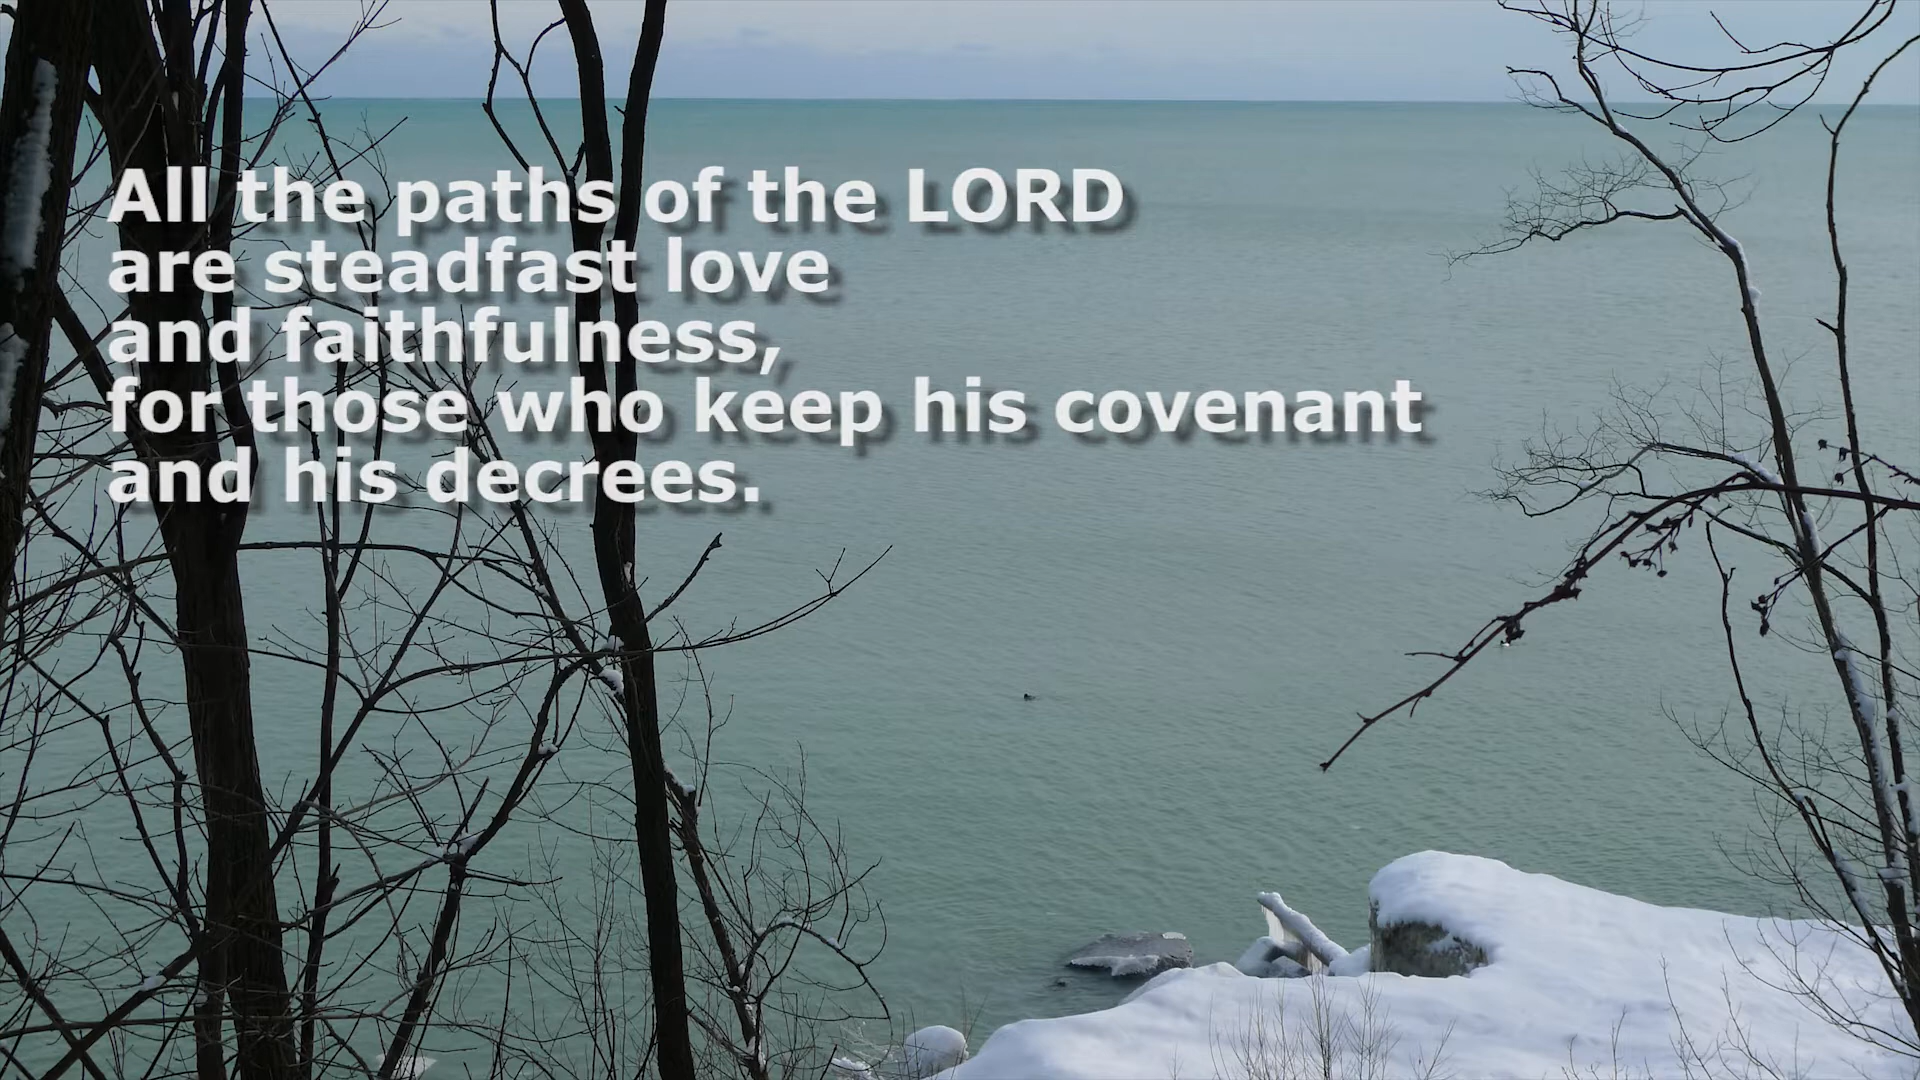 All the paths of the LORD
are steadfast love
and faithfulness,
for those who keep his covenant
and his decrees.